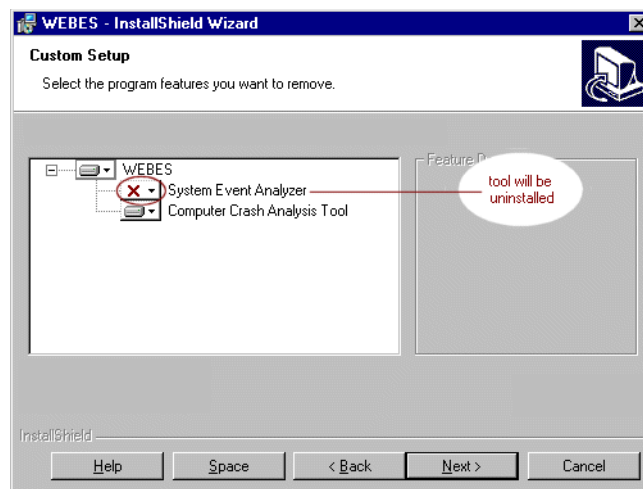 WEBES - InstallShield Wizard
Custom Setup
Select the program features you want to remove.
WEBES
System Event Analyzer
Computer Crash Analysis Tool
Feature
tool will be
uninstalled
InstallShield
Help
Space
< Back
Next >
Cancel